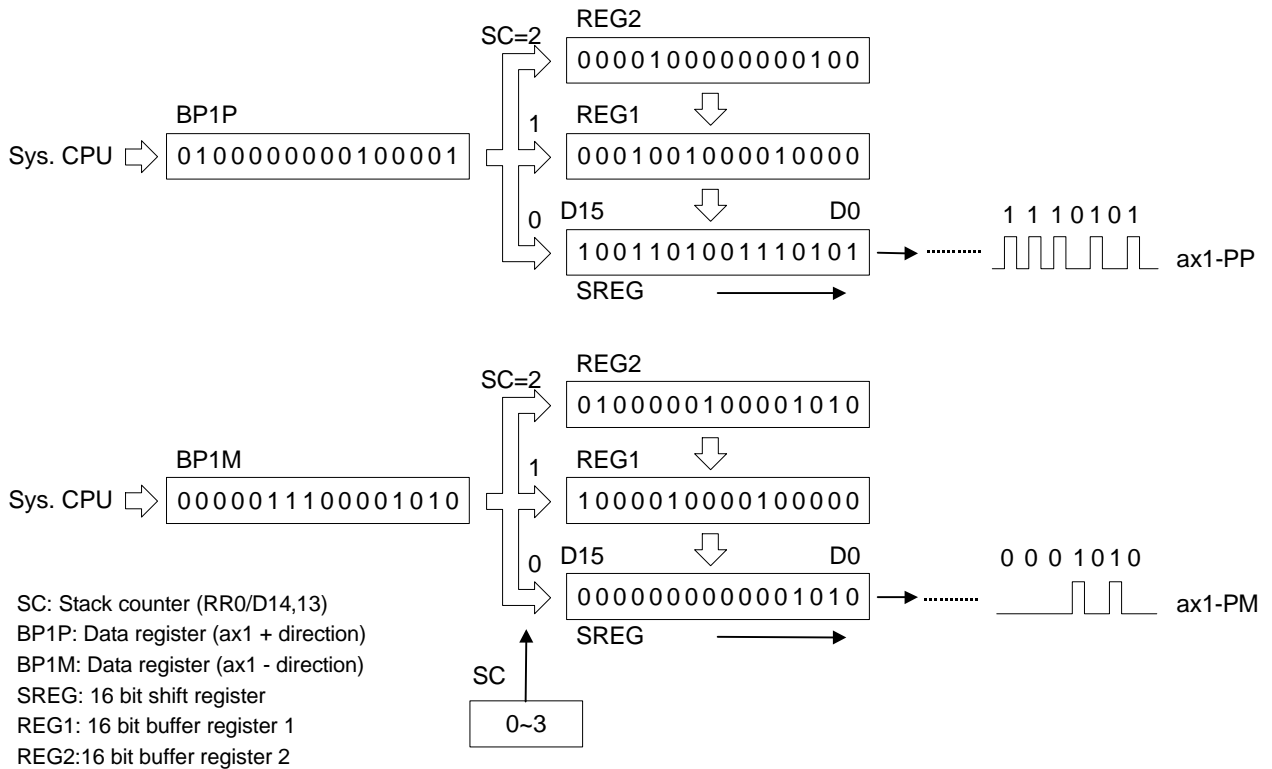 REG2
SC=2
0000100000000100
BP1P
1
REG1
Sys. CPU
0100000000100001
0001001000010000
0
D15
D0
1 1 1 0 1 0 1
1001101001110101
ax1-PP
SREG
REG2
SC=2
0100000100001010
BP1M
1
REG1
Sys. CPU
0000011100001010
1000010000100000
0
D15
D0
0 0 0 1 0 1 0
0000000000001010
ax1-PM
SREG
SC: Stack counter (RR0/D14,13)
BP1P: Data register (ax1 + direction)
BP1M: Data register (ax1 - direction)
SREG: 16 bit shift register
REG1: 16 bit buffer register 1
REG2:16 bit buffer register 2
SC
0~3